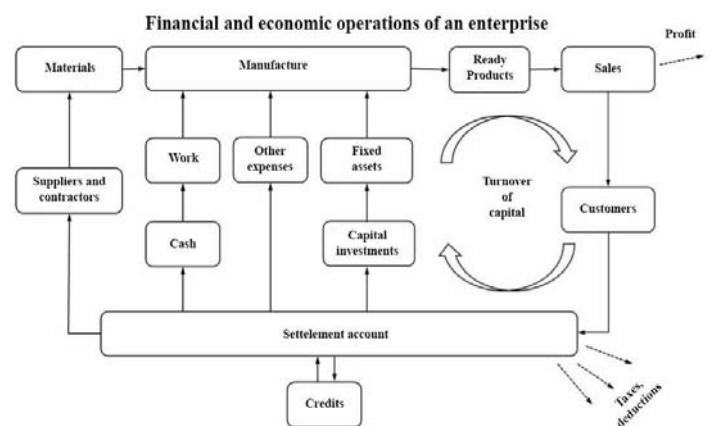 Financial and economic operations of an enterprise
Profit
Materials
Manufacture
Ready
Products
Sales
Work
Other
expenses
Fixed
assets
Suppliers and
contractors
Turnover
of
capital
Customers
Cash
Capital
investments
Settelement account
Credits
Taxes,
deductions